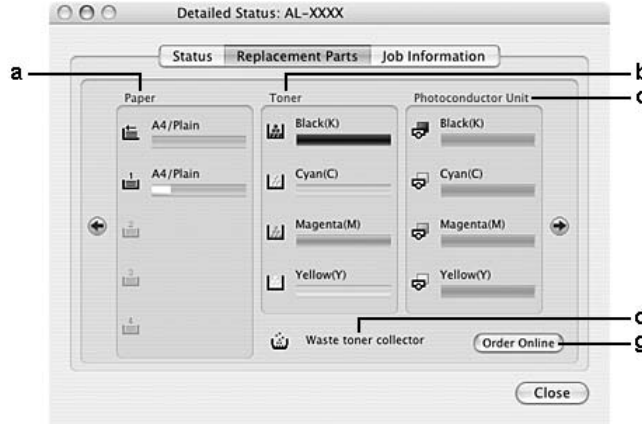 Detailed Status: AL-XXXX
Status Replacement Parts Job Information
a
b
Paper Toner Photoconductor Unit
A4/Plain Black(K) Black(K)
1 A4/Plain Cyan(C) Cyan(C)
2 Magenta(M) Magenta(M)
3 Yellow(Y) Yellow(Y)
4
Waste toner collector
Order Online
g
Close